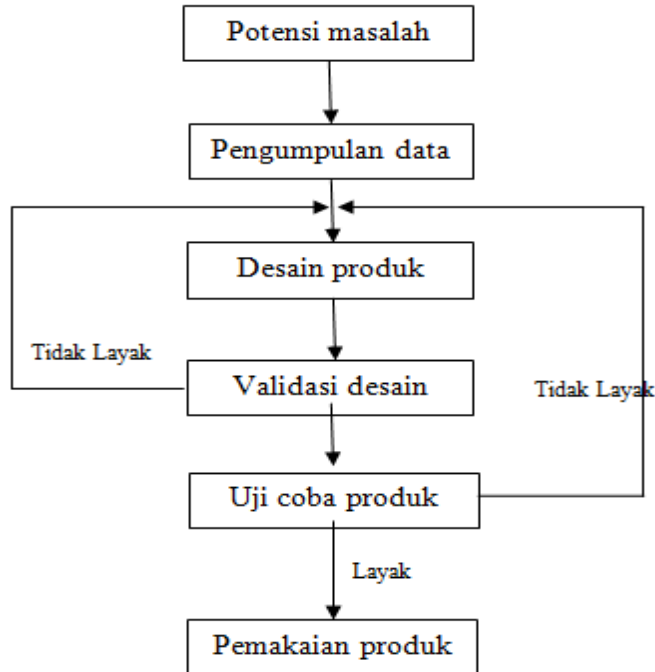 Potensi masalah
Pengumpulan data
Desain produk
Tidak Layak
Validasi desain
Tidak Layak
Uji coba produk
Layak
Pemakaian produk